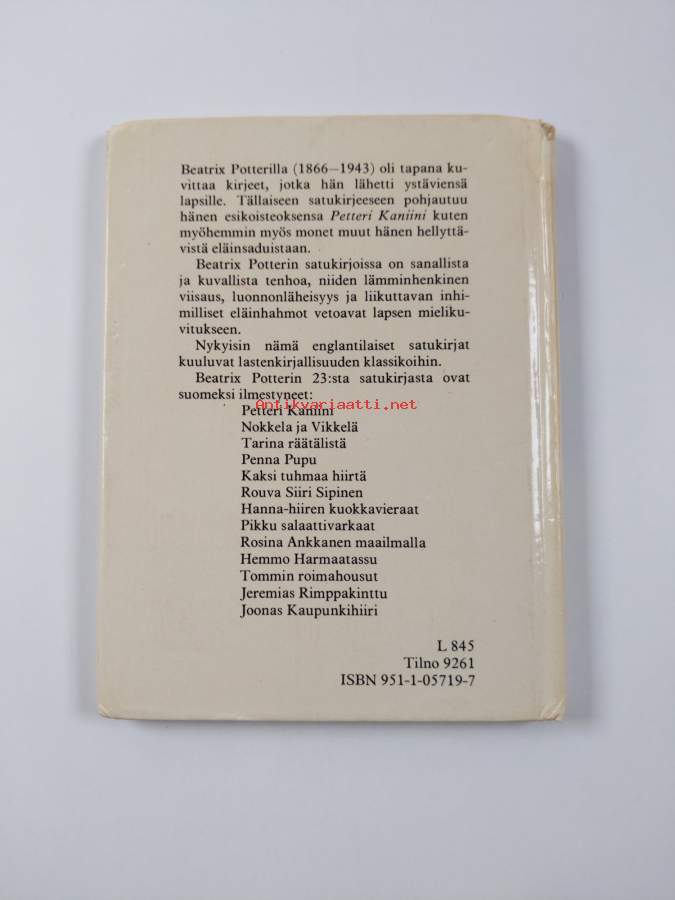 Beatrix Potterilla (1866—1943) oli tapana ku-
vittaa kirjeet, jotka hän lähetti ystäviensä
lapsille. Tällaiseen satukirjeeseen pohjautuu
hänen esikoisteoksensa Petteri Kaniini kuten
myöhemmin myös monet muut hänen hellyttä-
vistä eläinsaduistaan.
Beatrix Potterin satukirjoissa on sanallista
ja kuvallista tenhoa, niiden lämminhenkinen
viisaus, luonnonläheisyys ja liikuttavan inhi-
milliset eläinhahmot vetoavat lapsen mieliku-
vitukseen.
Nykyisin nämä englantilaiset satukirjat
kuuluvat lastenkirjallisuuden klassikoihin.
Beatrix Potterin 23:sta satukirjasta ovat
suomeksi ilmestyneet:
Antikvariaatti.net
Petteri Kaniini
Nokkela ja Vikkelä
Tarina räätälistä
Penna Pupu
Kaksi tuhmaa hiirtä
Rouva Siiri Sipinen
Hanna-hiiren kuokkavieraat
Pikku salaattivarkaat
Rosina Ankkanen maailmalla
Hemmo Harmaatassu
Tommin roimahousut
Jeremias Rimppakinttu
Joonas Kaupunkihiiri
L 845
Tilno 9261
ISBN 951-1-05719-7